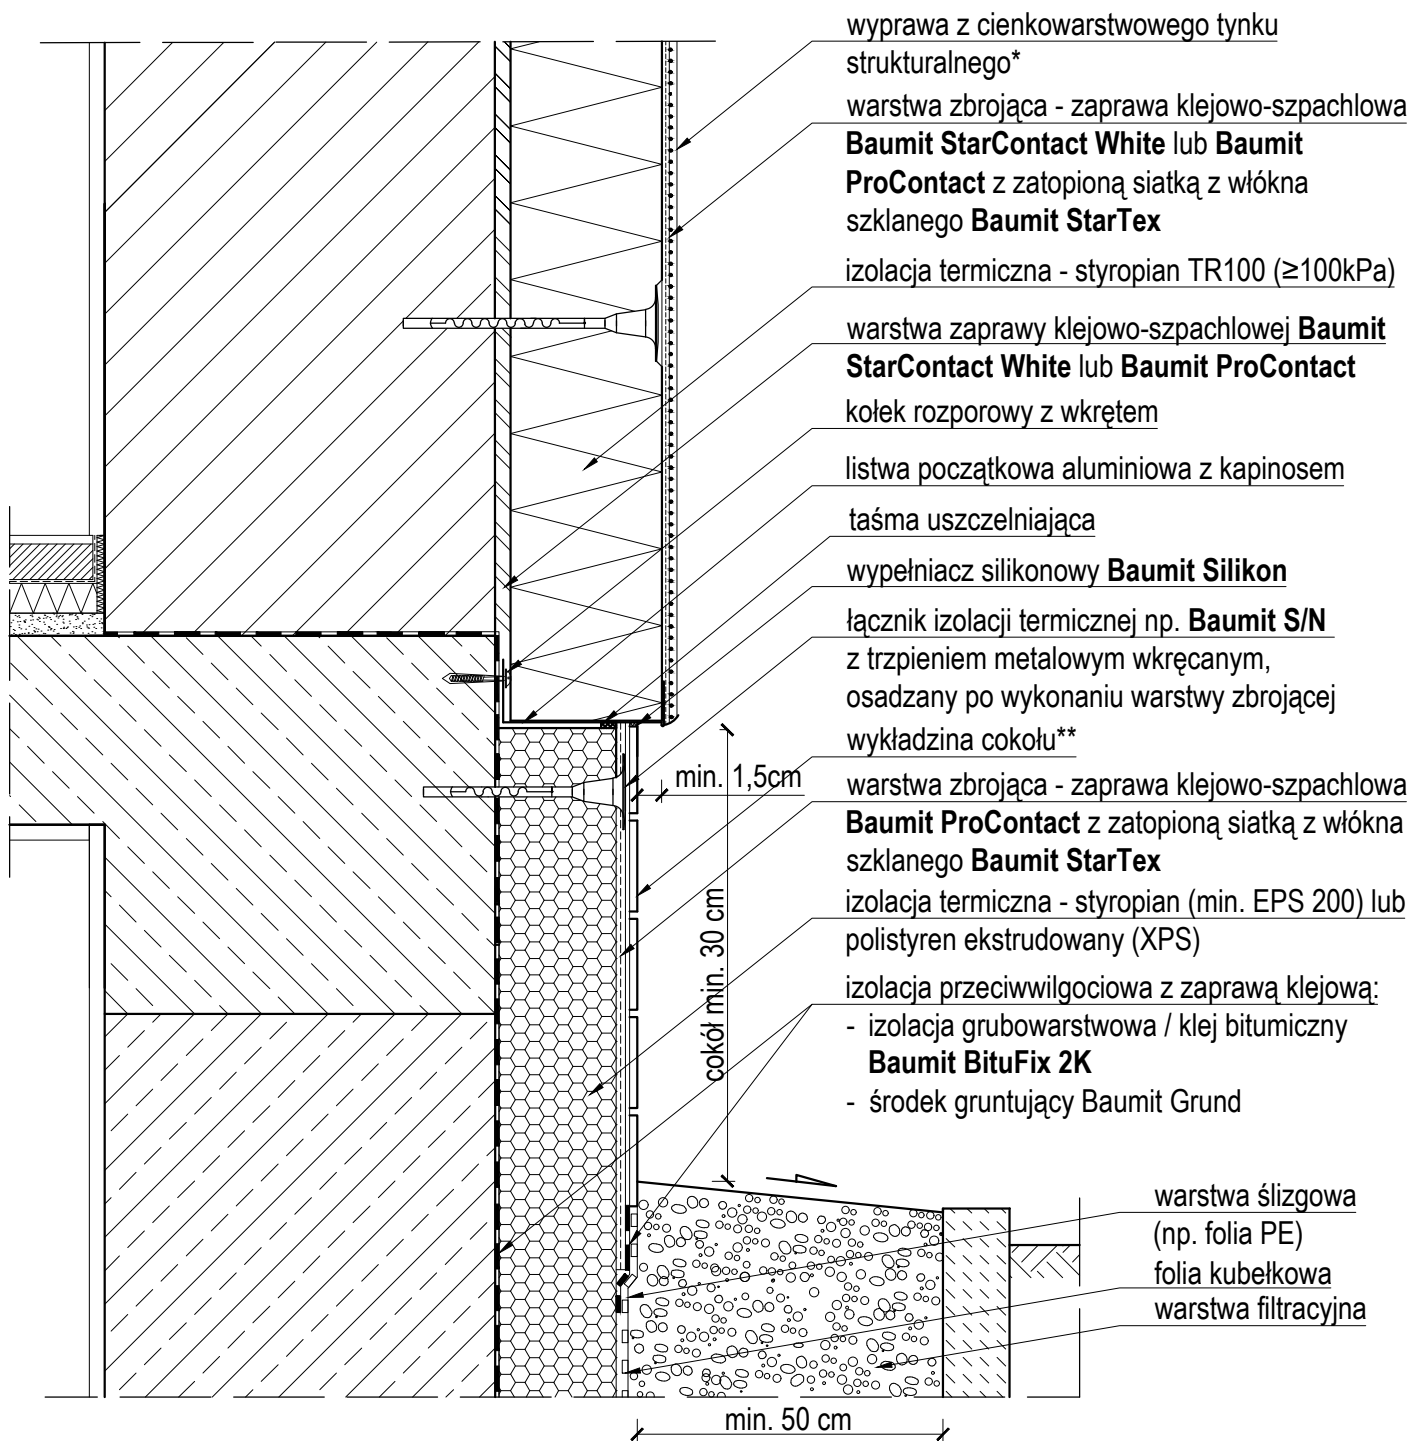 wyprawa z cienkowarstwowego tynku
strukturalnego*
warstwa zbrojąca - zaprawa klejowo-szpachlowa
Baumit StarContact White lub Baumit
ProContact z zatopioną siatką z włókna
szklanego Baumit StarTex
izolacja termiczna - styropian TR100 (≥100kPa)
warstwa zaprawy klejowo-szpachlowej Baumit
StarContact White lub Baumit ProContact
kołek rozporowy z wkrętem
listwa początkowa aluminiowa z kapinosem
taśma uszczelniająca
wypełniacz silikonowy Baumit Silikon
łącznik izolacji termicznej np. Baumit S/N
z trzpieniem metalowym wkręcanym,
osadzany po wykonaniu warstwy zbrojącej
wykładzina cokołu**
min. 1,5cm
warstwa zbrojąca - zaprawa klejowo-szpachlowa
Baumit ProContact z zatopioną siatką z włókna
szklanego Baumit StarTex
izolacja termiczna - styropian (min. EPS 200) lub
polistyren ekstrudowany (XPS)
cokół min. 30 cm
izolacja przeciwwilgociowa z zaprawą klejową:
- izolacja grubowarstwowa / klej bitumiczny
Baumit BituFix 2K
- środek gruntujący Baumit Grund
warstwa ślizgowa
(np. folia PE)
folia kubełkowa
warstwa filtracyjna
min. 50 cm